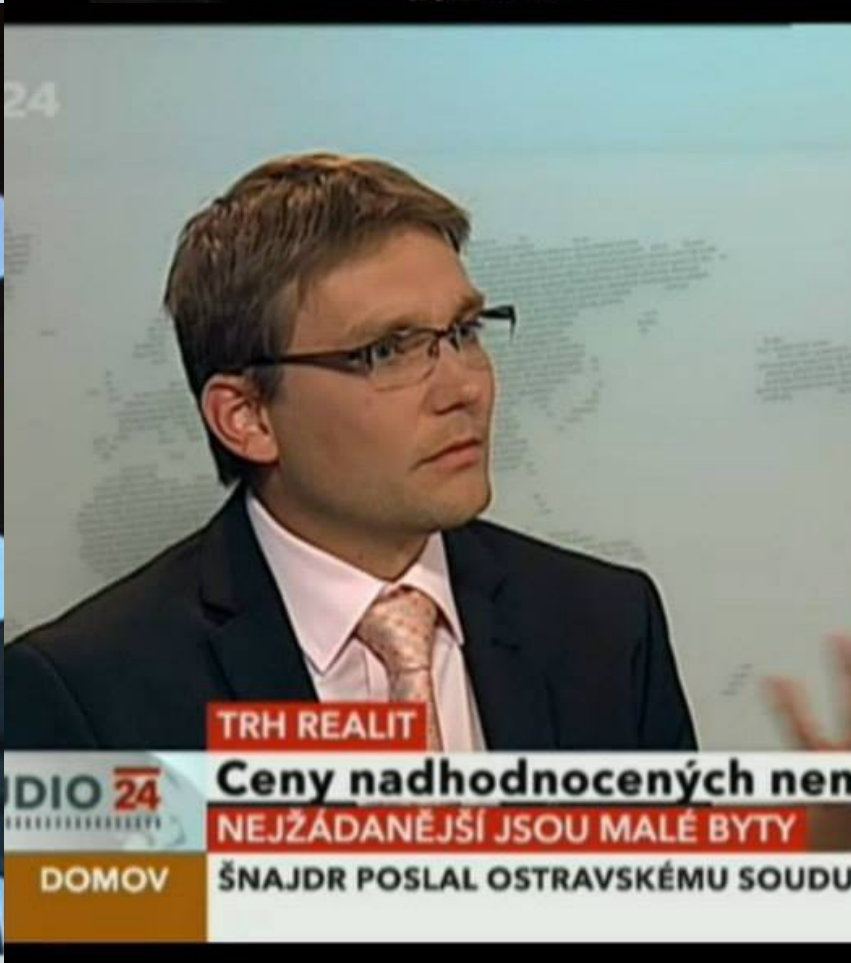 24
TRH REALIT
DIO 24
Ceny nadhodnocených
NEJŽÁDANĚJŠÍ JSOU MALÉ BYTY
DOMOV
ŠNAJDR POSLAL OSTRAVSKÉMU SOUDU